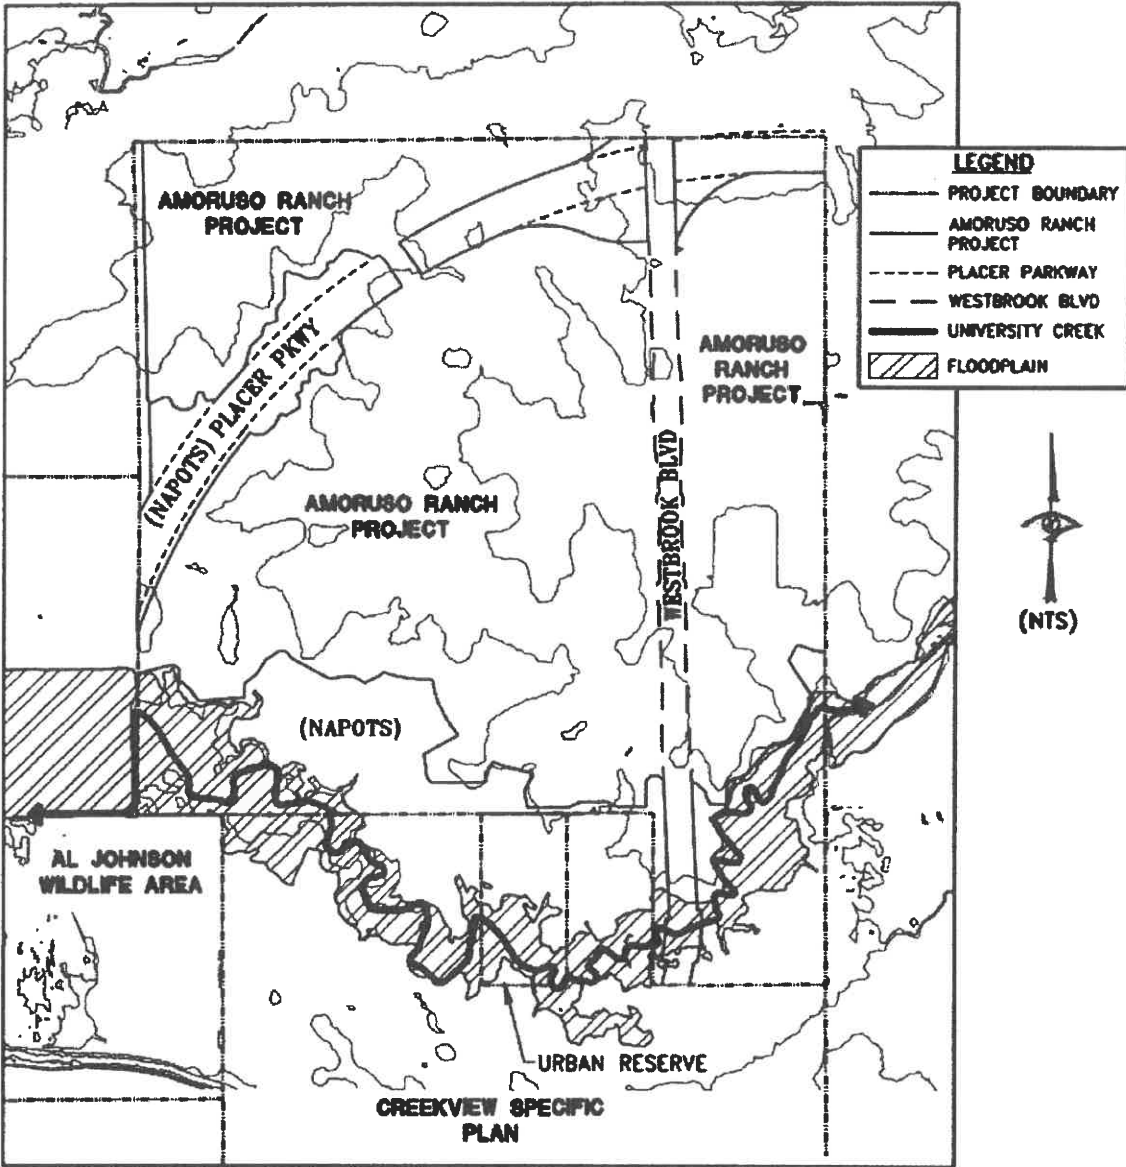 AMORUSO RANCH
PROJECT
LEGEND
PROJECT BOUNDARY
AMORUSO RANCH
PROJECT
PLACER PARKWAY
WESTBROOK BLVD
UNIVERSITY CREEK
FLOODPLAIN
(NAPOTS) PLACER PKWY
AMORUSO
RANCH
PROJECT
WESTBROOK BLVD
AMORUSO RANCH
PROJECT
(NTS)
(NAPOTS)
AL JOHNSON
WILDLIFE AREA
URBAN RESERVE
CREEKVIEW SPECIFIC
PLAN